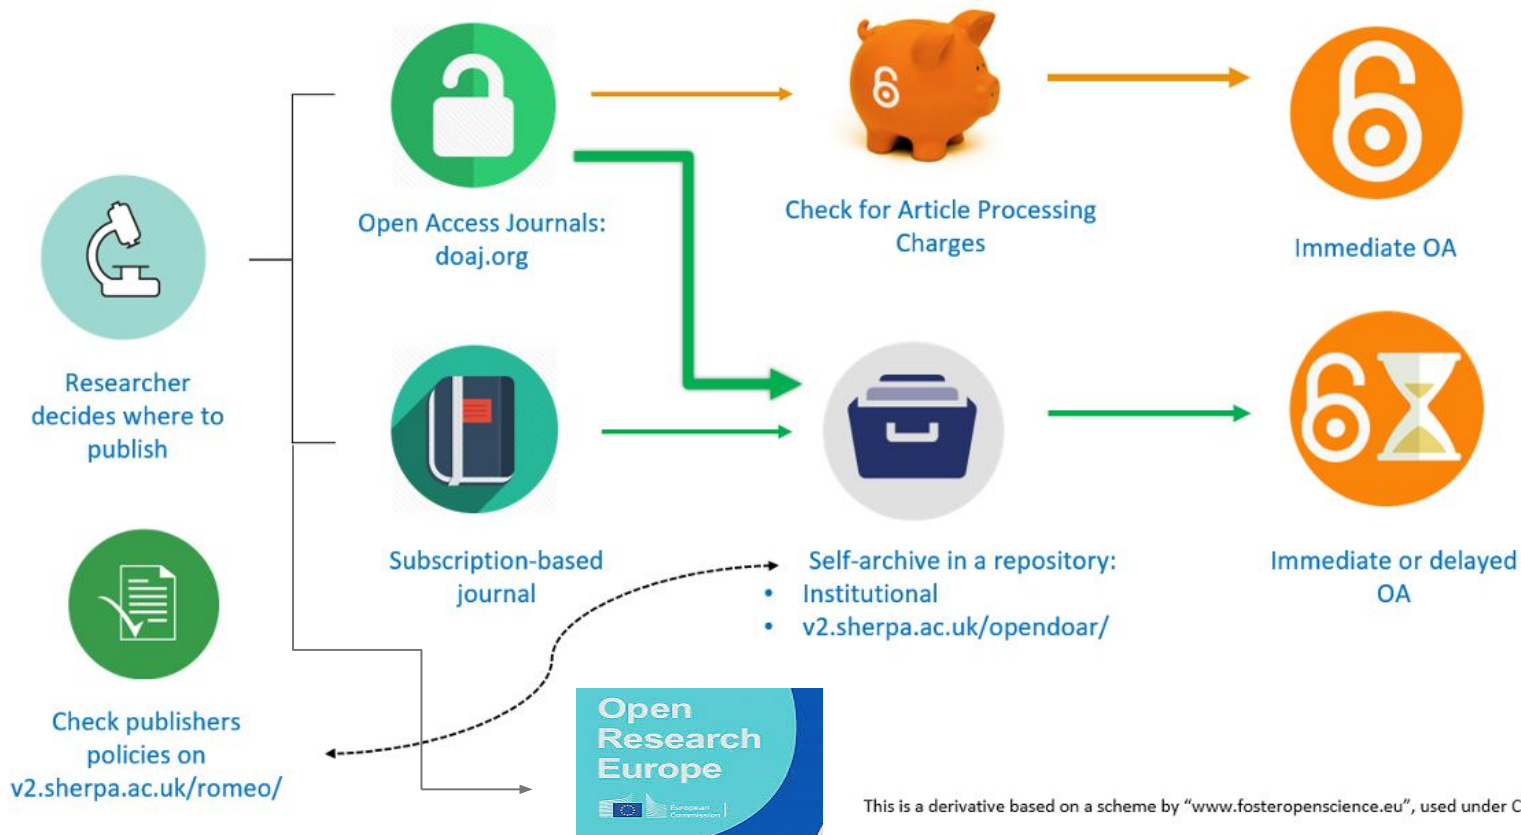 Researcher
decides where to
publish
Check publishers
policies on
v2.sherpa.ac.uk/romeo/
Open Access Journals:
doaj.org
Subscription-based
journal
Check for Article Processing
Charges
Self-archive in a repository:
• Institutional
• v2.sherpa.ac.uk/opendoar/
Immediate OA
Immediate or delayed
OA
Open
Research
Europe
European
Commission
This is a derivative based on a scheme by “www.fosteropenscience.eu”, used under C